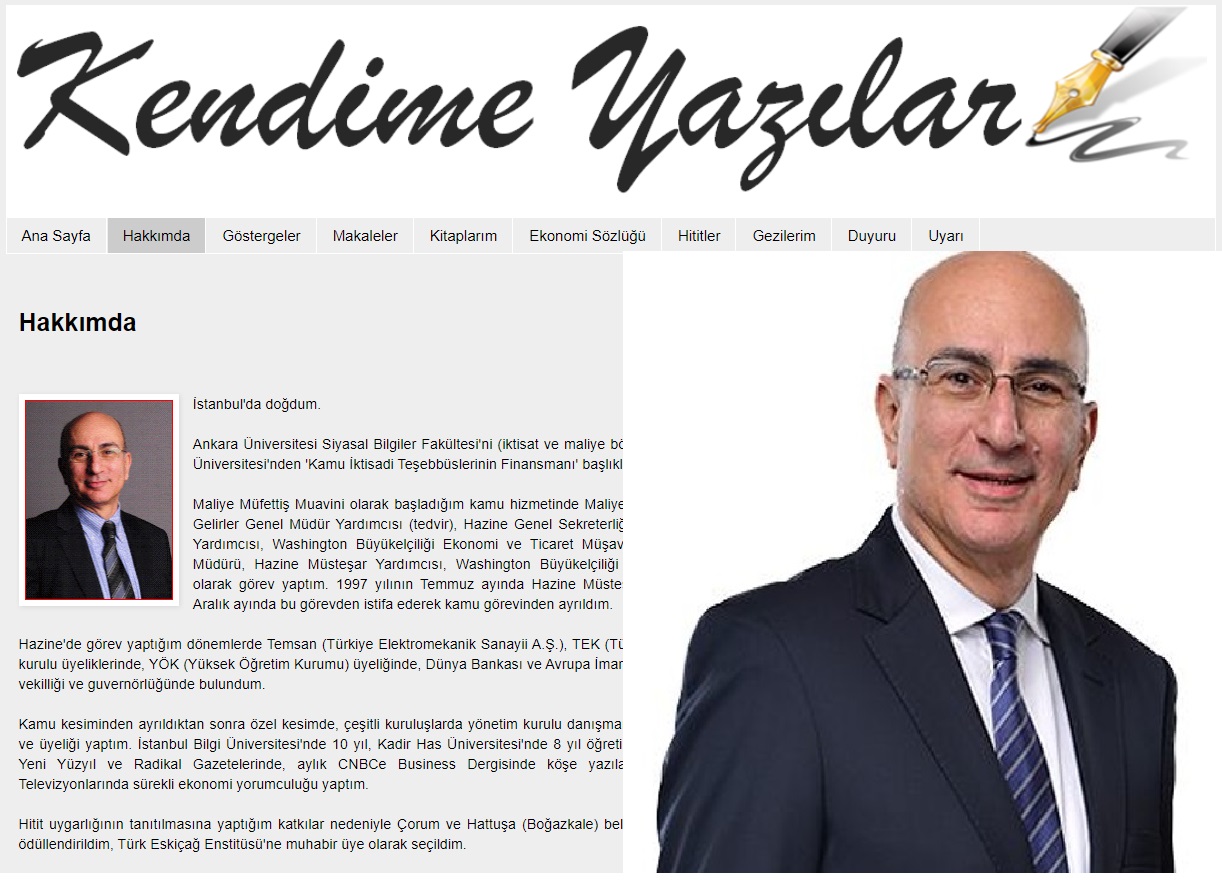 Kendime Yazılar
Ana Sayfa
Hakkımda
Göstergeler
Makaleler
Kitaplarım
Ekonomi Sözlüğü
Hititler
Gezilerim
Duyuru
Uyarı
Hakkımda
İstanbul'da doğdum.
Ankara Üniversitesi Siyasal Bilgiler Fakültesi'ni (iktisat ve maliye bö
Üniversitesi'nden 'Kamu İktisadi Teşebbüslerinin Finansmanı' başlıkl
Maliye Müfettiş Muavini olarak başladığım kamu hizmetinde Maliye
Gelirler Genel Müdür Yardımcısı (tedvir), Hazine Genel Sekreterliğ
Yardımcısı, Washington Büyükelçiliği Ekonomi ve Ticaret Müşav
Müdürü, Hazine Müsteşar Yardımcısı, Washington Büyükelçiliği
olarak görev yaptım. 1997 yılının Temmuz ayında Hazine Müste
Aralık ayında bu görevden istifa ederek kamu görevinden ayrıldım.
Hazine'de görev yaptığım dönemlerde Temsan (Türkiye Elektromekanik Sanayii A.Ş.), TEK (Tü
kurulu üyeliklerinde, YÖK (Yüksek Öğretim Kurumu) üyeliğinde, Dünya Bankası ve Avrupa İmar
vekilliği ve guvernörlüğünde bulundum.
Kamu kesiminden ayrıldıktan sonra özel kesimde, çeşitli kuruluşlarda yönetim kurulu danışma
ve üyeliği yaptım. İstanbul Bilgi Üniversitesi'nde 10 yıl, Kadir Has Üniversitesi'nde 8 yıl öğreti
Yeni Yüzyıl ve Radikal Gazetelerinde, aylık CNBCe Business Dergisinde köşe yazıla
Televizyonlarında sürekli ekonomi yorumculuğu yaptım.
Hitit uygarlığının tanıtılmasına yaptığım katkılar nedeniyle Çorum ve Hattuşa (Boğazkale) bel
ödüllendirildim, Türk Eskiçağ Enstitüsü'ne muhabir üye olarak seçildim.